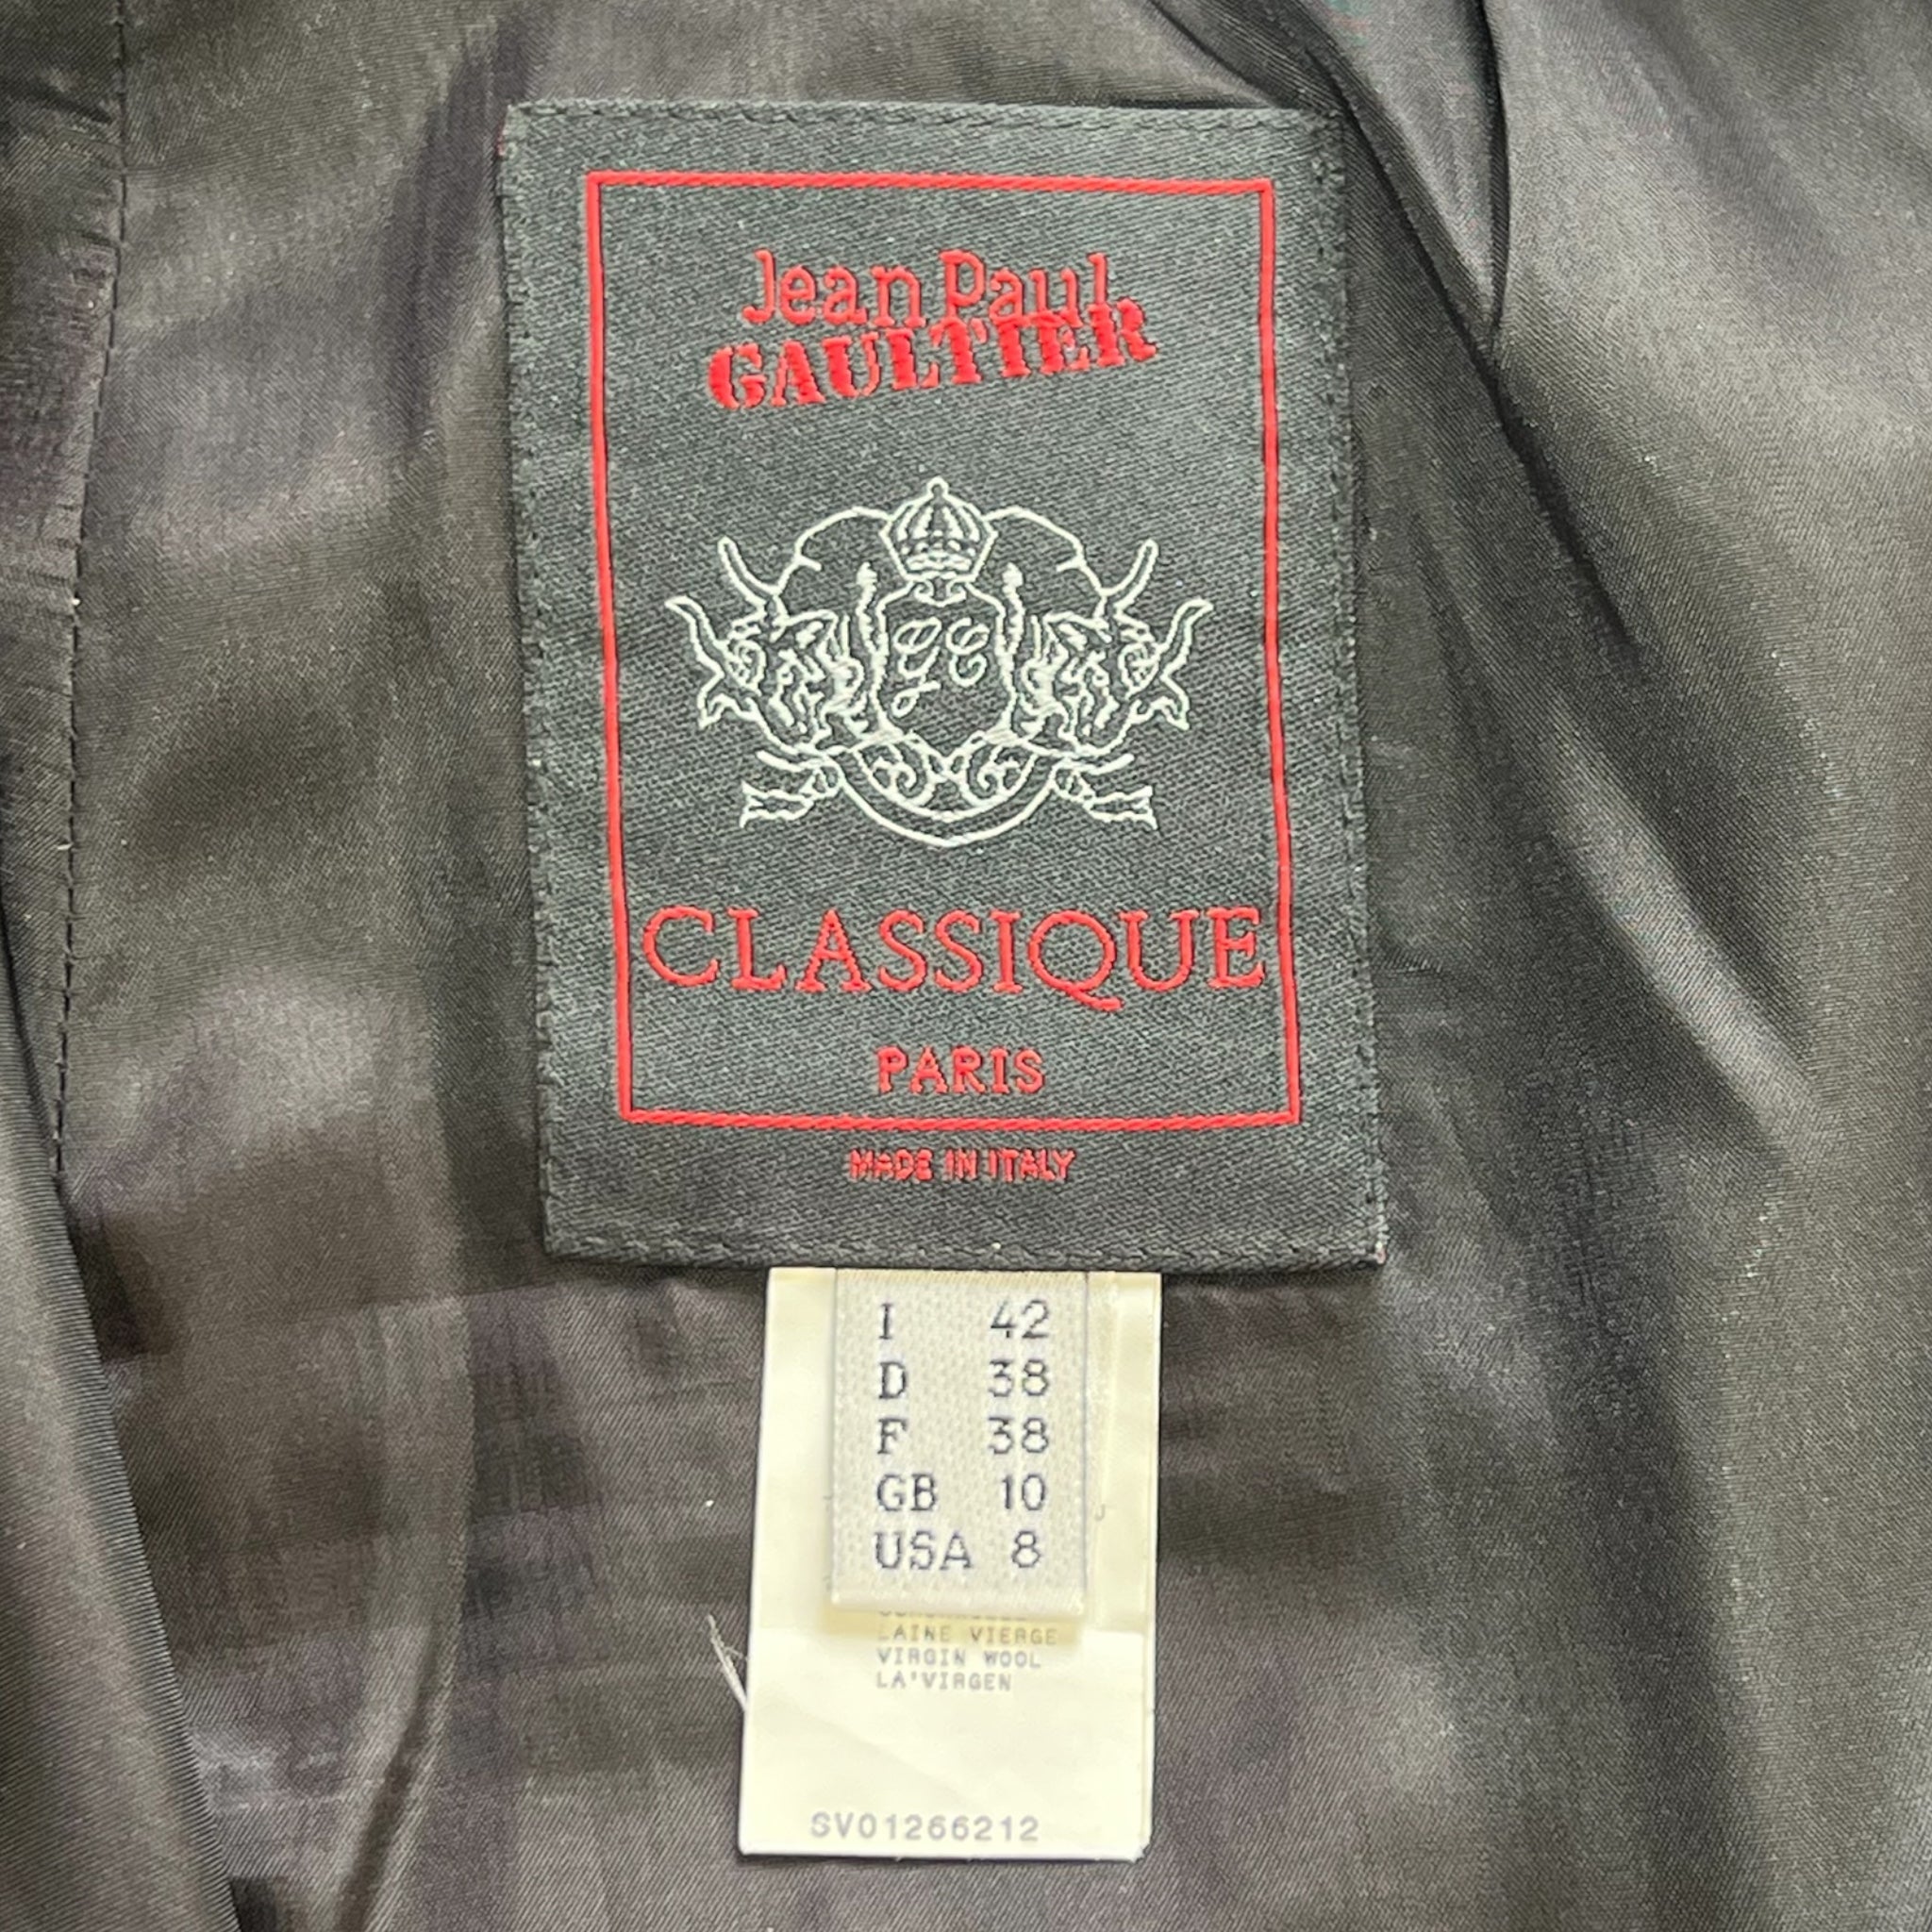 Jean Paul
GAULTIER
GC
CLASSIQUE
PARIS
MADE IN ITALY
I 42
D 38
F 38
GB 10
USA 8
LAINE VIERGE
VIRGIN WOOL
LA'VIRGEN
SV01266212